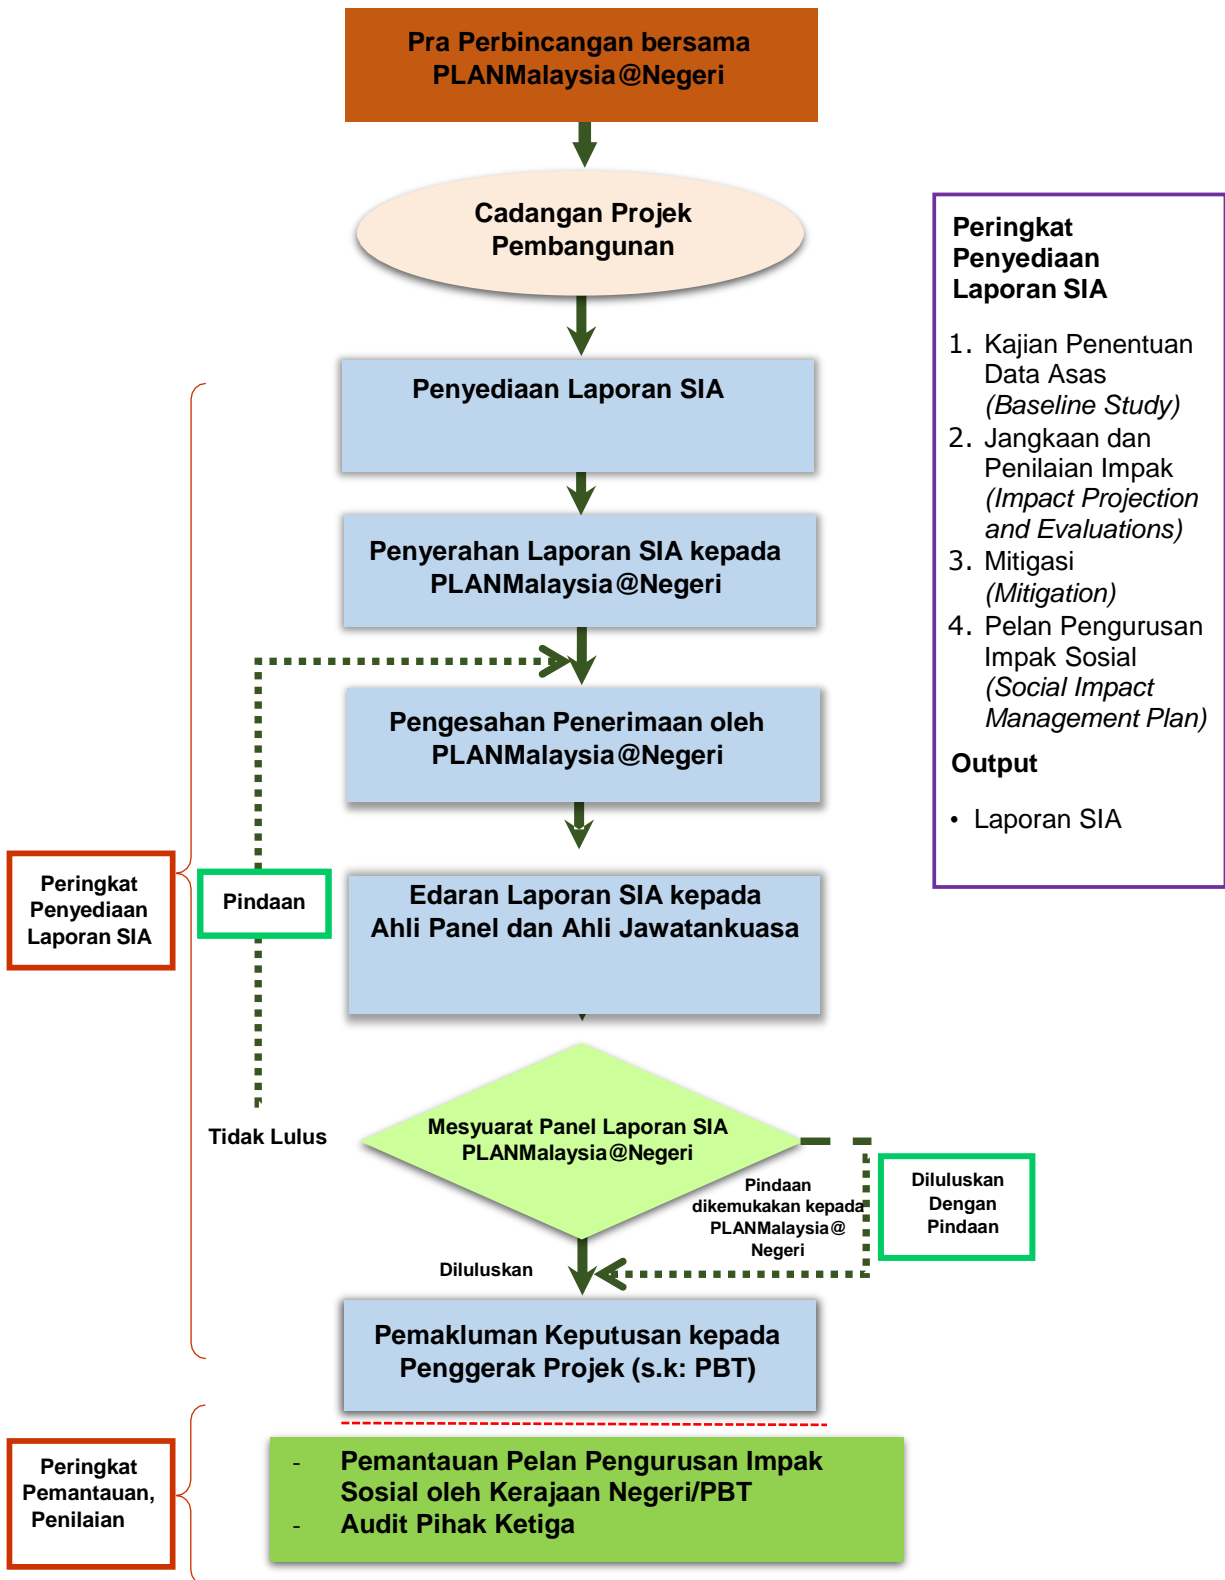 Pra Perbincangan bersama
PLANMalaysia@Negeri
Cadangan Projek
Pembangunan
Penyediaan Laporan SIA
Penyerahan Laporan SIA kepada
PLANMalaysia@Negeri
Pengesahan Penerimaan oleh
PLANMalaysia@Negeri
Edaran Laporan SIA kepada
Ahli Panel dan Ahli Jawatankuasa
Peringkat
Penyediaan
Laporan SIA
Pindaan
Tidak Lulus
Mesyuarat Panel Laporan SIA
PLANMalaysia@Negeri
Pindaan
dikemukakan kepada
PLANMalaysia@
Negeri
Diluluskan
Dengan
Pindaan
Diluluskan
Pemakluman Keputusan kepada
Penggerak Projek (s.k: PBT)
Peringkat
Pemantauan,
Penilaian
- Pemantauan Pelan Pengurusan Impak
Sosial oleh Kerajaan Negeri/PBT
- Audit Pihak Ketiga
Peringkat
Penyediaan
Laporan SIA
1. Kajian Penentuan
Data Asas
(Baseline Study)
2. Jangkaan dan
Penilaian Impak
(Impact Projection
and Evaluations)
3. Mitigasi
(Mitigation)
4. Pelan Pengurusan
Impak Sosial
(Social Impact
Management Plan)
Output
• Laporan SIA